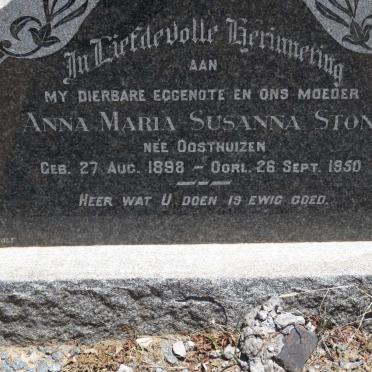 In Liefdevolle Herinnering
AAN
MY DIERBARE EGGENOTE EN ONS MOEDER
ANNA MARIA SUSANNA STON
NÉE OOSTHUIZEN
GEB. 27 AUG. 1898 – OORL. 26 SEPT. 1950
HEER WAT U DOEN IS EWIG GOED.